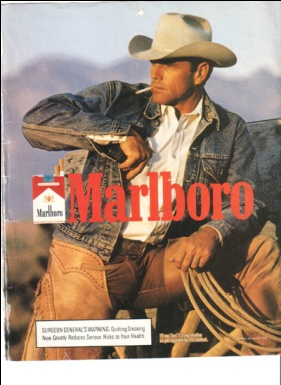 Marlboro
Marlboro
SURGEON GENERAL'S WARNING: Quitting Smoking
Now Greatly Reduces Serious Risks to Your Health.